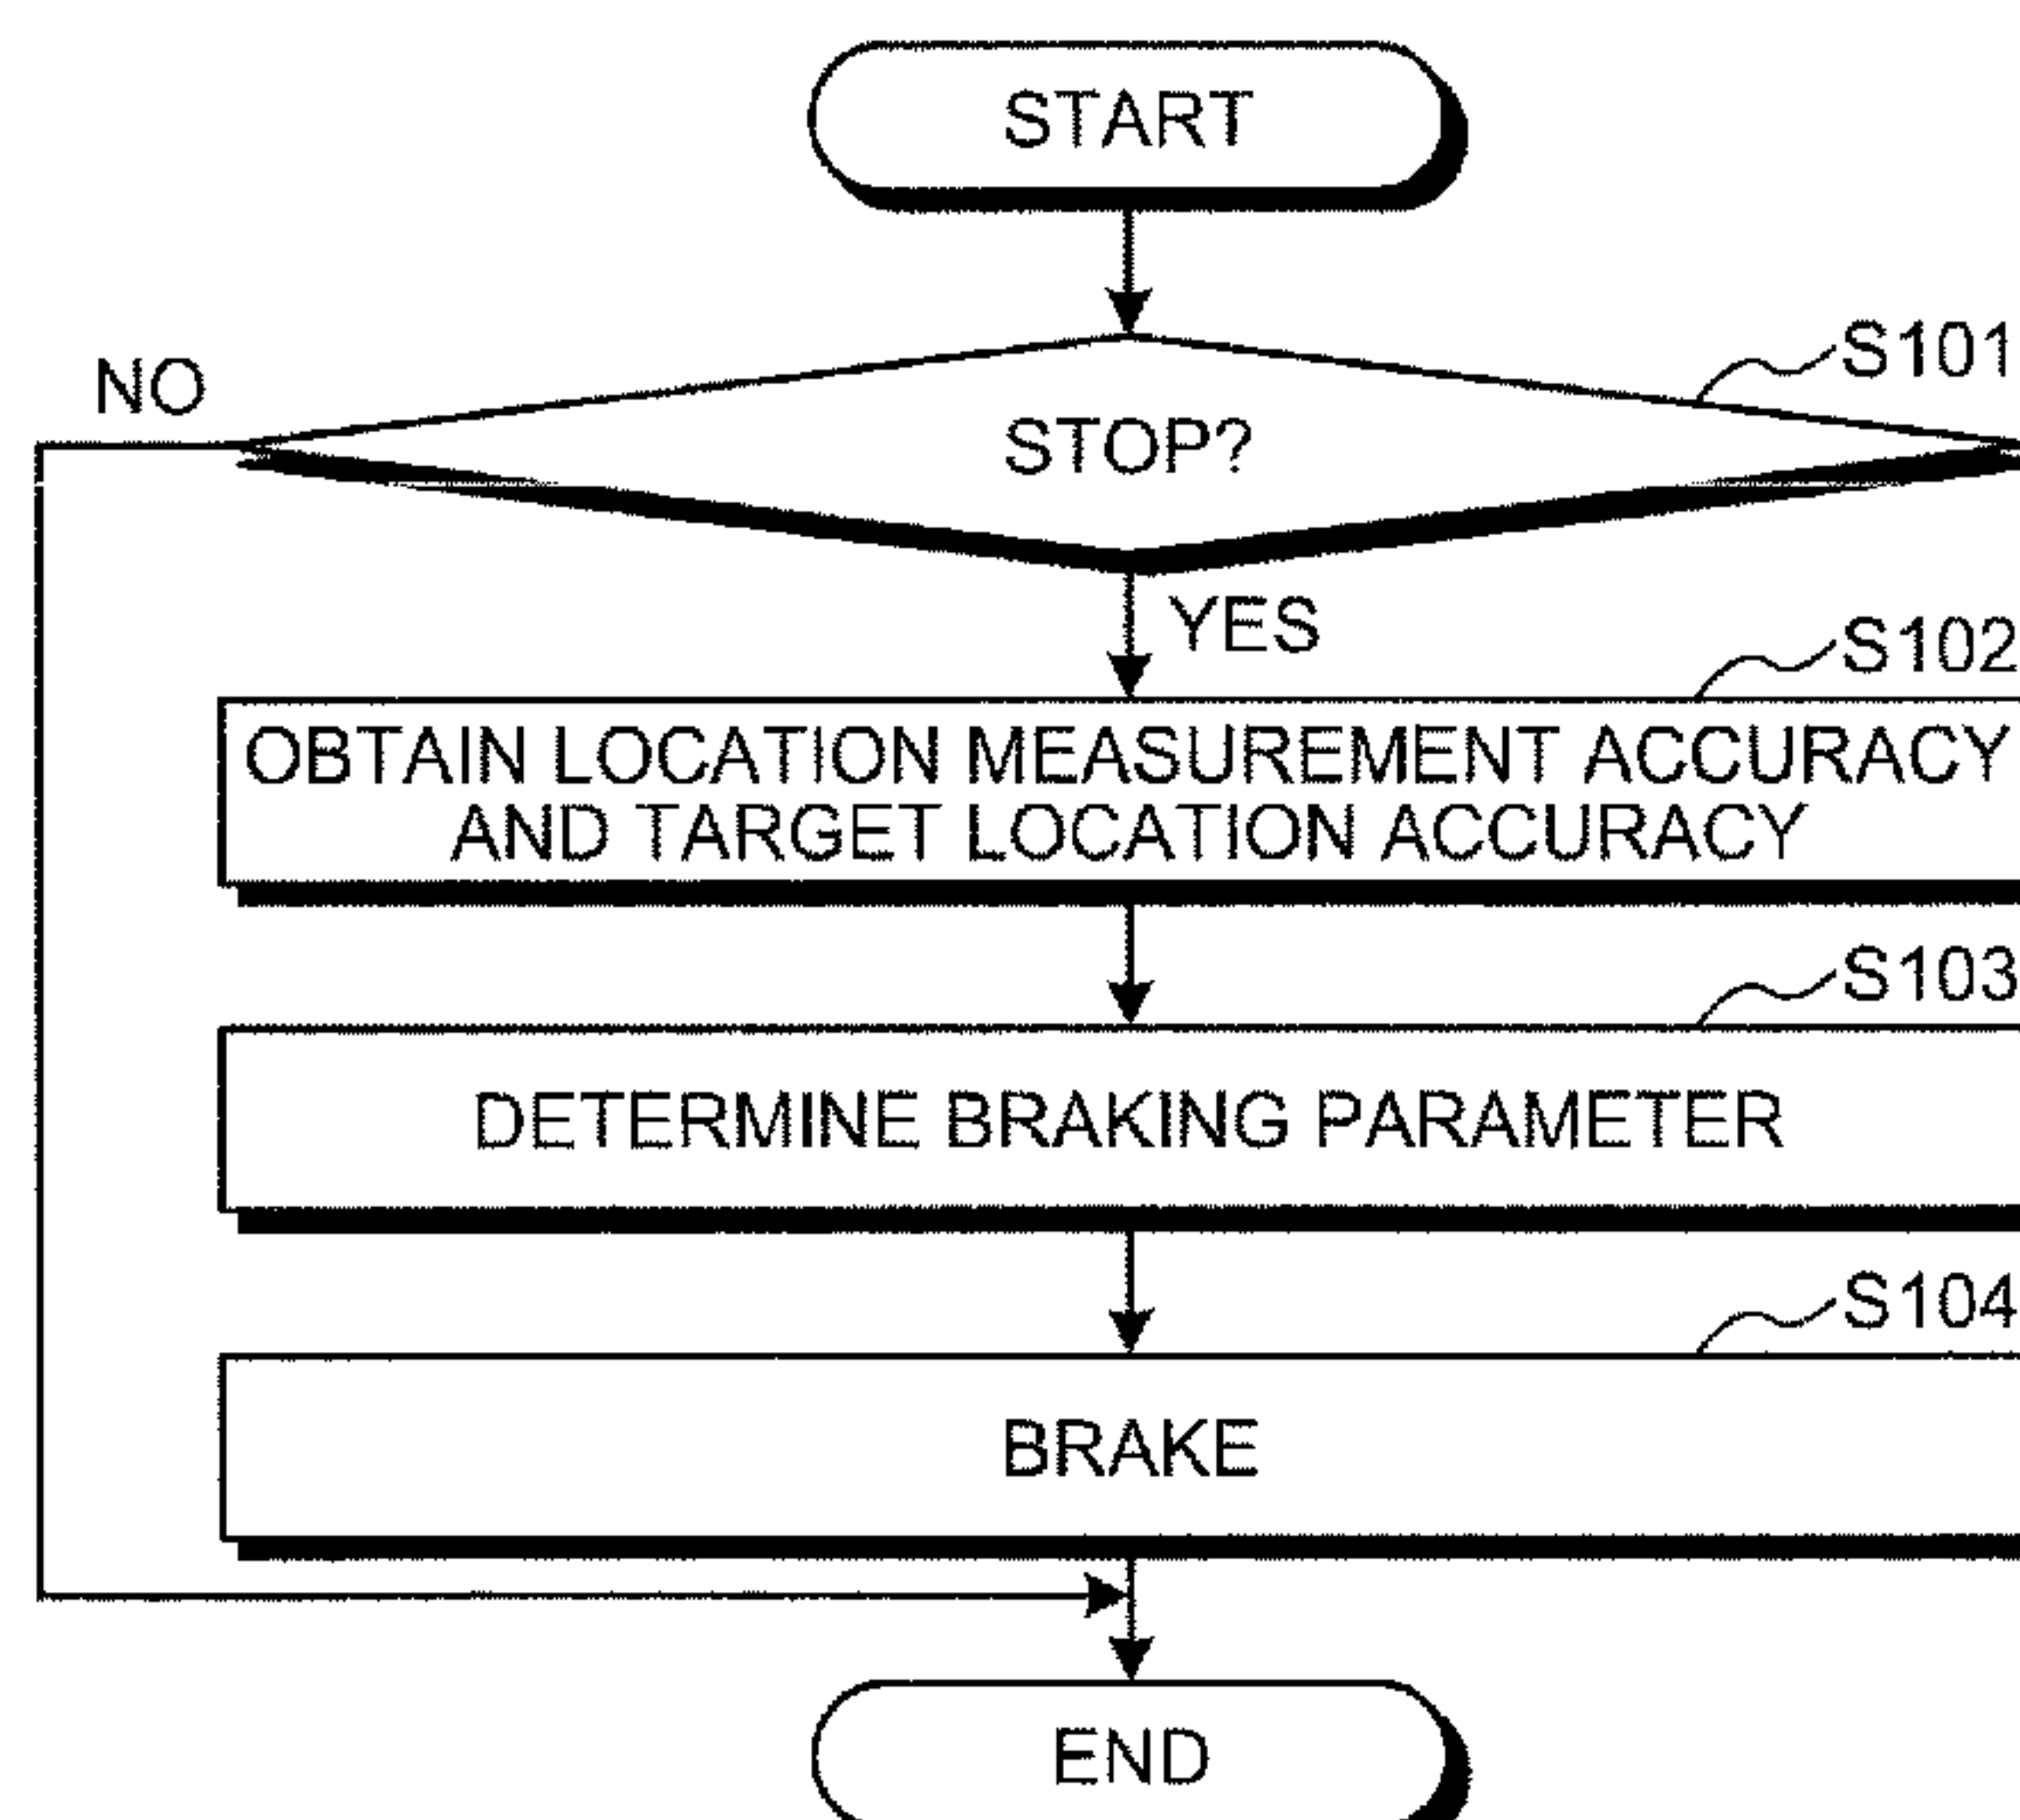 START
S101
NO
STOP?
YES
S102
OBTAIN LOCATION MEASUREMENT ACCURACY
AND TARGET LOCATION ACCURACY
S103
DETERMINE BRAKING PARAMETER
S104
BRAKE
END